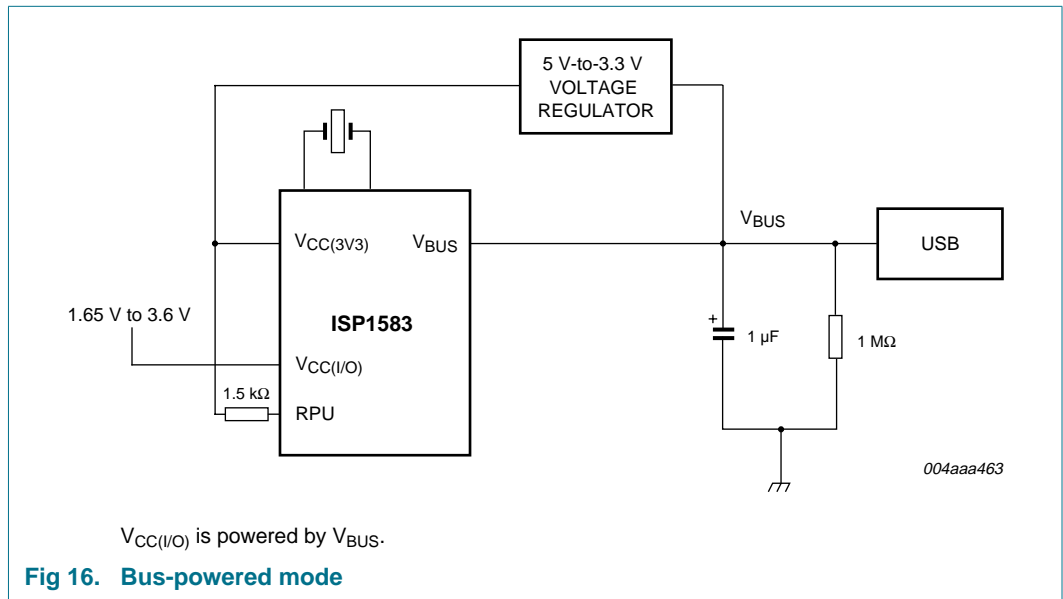 5 V-to-3.3 V
VOLTAGE
REGULATOR
VCC(3V3)
VBUS
VBUS
USB
1.65 V to 3.6 V
ISP1583
+
1 μF
1 MΩ
VCC(I/O)
1.5 kΩ
RPU
004aaa463
VCC(I/O) is powered by VBUS.
Fig 16. Bus-powered mode